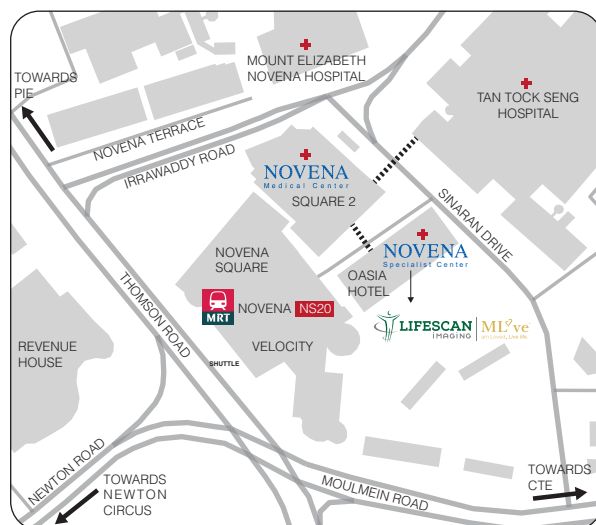 MOUNT ELIZABETH
NOVENA HOSPITAL
TOWARDS
PIE
TAN TOCK SENG
HOSPITAL
NOVENA TERRACE
IRRAWADDY ROAD
NOVENA
Medical Center
SQUARE 2
SINARAN DRIVE
NOVENA
Specialist Center
NOVENA
SQUARE
OASIA
HOTEL
THOMSON ROAD
MRT
NOVENA NS20
LIFESCAN
IMAGING
MLive
VELOCITY
REVENUE
HOUSE
SHUTTLE
NEWTON ROAD
TOWARDS
NEWTON
CIRCUS
MOULMEIN ROAD
TOWARDS
CTE